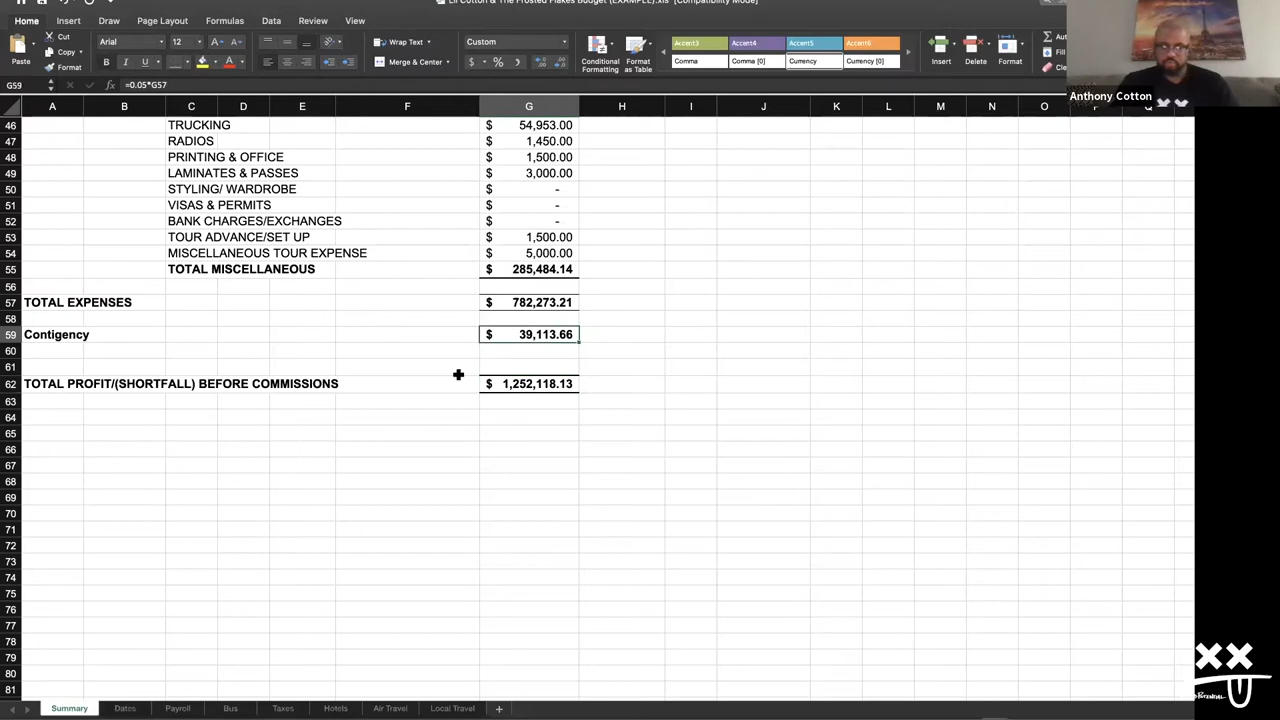 Lil Cotton & The Frosted Flakes Budget (EXAMPLE).xls [Compatibility Mode]
Home Insert Draw Page Layout Formulas Data Review View
Paste Cut Copy Format Arial 12 A A Wrap Text Custom Conditional Formatting Format as Table Accent3 Accent4 Accent5 Accent6 Insert Delete Format
B I U A Merge & Center $ % Comma Comma [0] Currency Currency [0] Fill
Anthony Cotton
G59 fx =0.05*G57
A B C D E F G H I J K L M N O
46 TRUCKING $ 54,953.00
47 RADIOS $ 1,450.00
48 PRINTING & OFFICE $ 1,500.00
49 LAMINATES & PASSES $ 3,000.00
50 STYLING/ WARDROBE $ -
51 VISAS & PERMITS $ -
52 BANK CHARGES/EXCHANGES $ -
53 TOUR ADVANCE/SET UP $ 1,500.00
54 MISCELLANEOUS TOUR EXPENSE $ 5,000.00
55 TOTAL MISCELLANEOUS $ 285,484.14
56
57 TOTAL EXPENSES $ 782,273.21
58
59 Contigency $ 39,113.66
60
61
62 TOTAL PROFIT/(SHORTFALL) BEFORE COMMISSIONS $ 1,252,118.13
63
64
65
66
67
68
69
70
71
72
73
74
75
76
77
78
79
80
81
Summary Dates Payroll Bus Taxes Hotels Air Travel Local Travel +